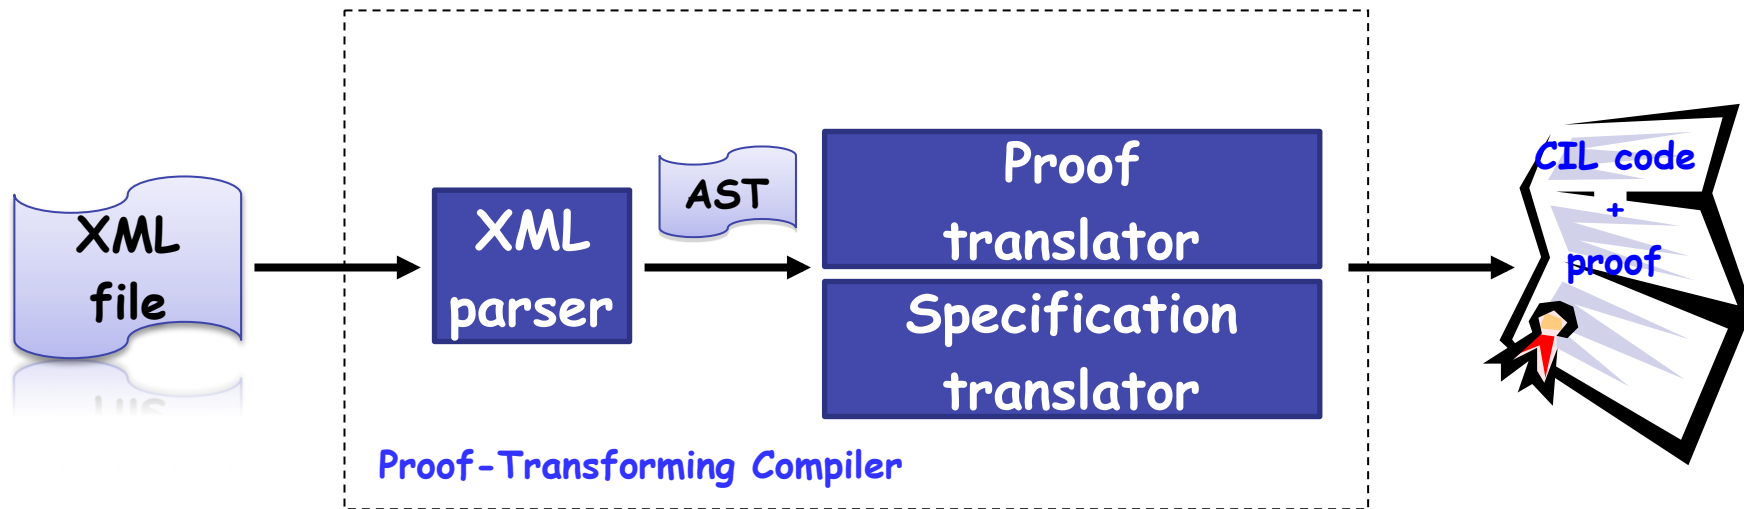 XML
file
XML
parser
AST
Proof
translator
Specification
translator
Proof-Transforming Compiler
CIL code
+
proof